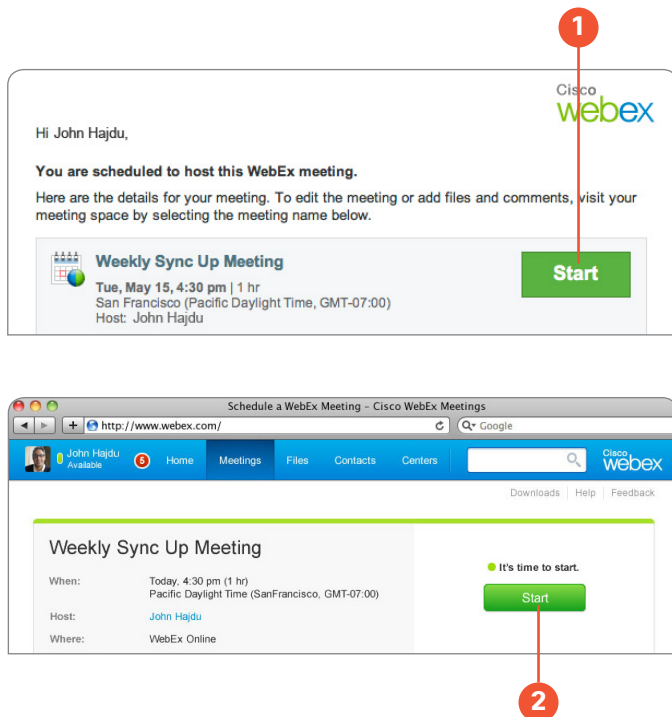 1
Cisco
webex
Hi John Hajdu,
You are scheduled to host this WebEx meeting.
Here are the details for your meeting. To edit the meeting or add files and comments, visit your
meeting space by selecting the meeting name below.
Weekly Sync Up Meeting
Start
Tue, May 15, 4:30 pm | 1 hr
San Francisco (Pacific Daylight Time, GMT-07:00)
Host: John Hajdu
Schedule a WebEx Meeting – Cisco WebEx Meetings
http://www.webex.com/
Google
John Hajdu
Available
5
Home
Meetings
Files
Contacts
Centers
Cisco
webex
Downloads
Help
Feedback
Weekly Sync Up Meeting
It's time to start.
When: Today, 4:30 pm (1 hr)
Pacific Daylight Time (SanFrancisco, GMT-07:00)
Start
Host: John Hajdu
Where: WebEx Online
2